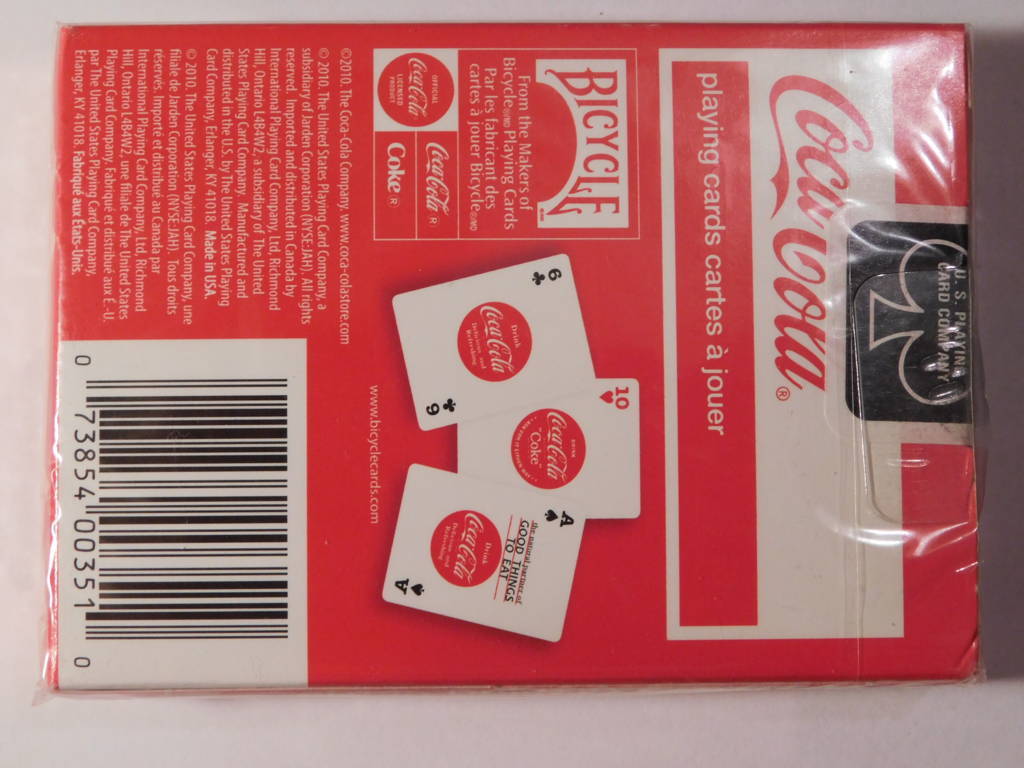 U. S. PLAYING
CARD COMPANY
Coca-Cola®
playing cards cartes à jouer
BICYCLE
From the Makers of
Bicycle®/MD Playing Cards
Par les fabricant des
cartes à jouer Bicycle®/MD
OFFICIAL
Coca-Cola
LICENSED
PRODUCT
Coca-Cola®
Coke®
6
Drink
Coca-Cola
Delicious and
Refreshing
6
10
DRINK
Coca-Cola
"Coke"
A
the natural partner of
GOOD THINGS
TO EAT
Drink
Coca-Cola
Delicious and
Refreshing
A
www.bicyclecards.com
©2010. The Coca-Cola Company. www.coca-colastore.com
© 2010. The United States Playing Card Company, a
subsidiary of Jarden Corporation (NYSE:JAH). All rights
reserved. Imported and distributed in Canada by
International Playing Card Company, Ltd, Richmond
Hill, Ontario L4B4W2, a subsidiary of The United
States Playing Card Company. Manufactured and
distributed in the U.S. by The United States Playing
Card Company, Erlanger, KY 41018. Made in USA.
© 2010. The United States Playing Card Company, une
filiale de Jarden Corporation (NYSE:JAH). Tous droits
réservés. Importé et distribué au Canada par
International Playing Card Company, Ltd, Richmond
Hill, Ontario L4B4W2, une filiale de The United States
Playing Card Company. Fabriqué et distribué aux É.-U.
par The United States Playing Card Company,
Erlanger, KY 41018. Fabriqué aux États-Unis.
0 73854 00351 0